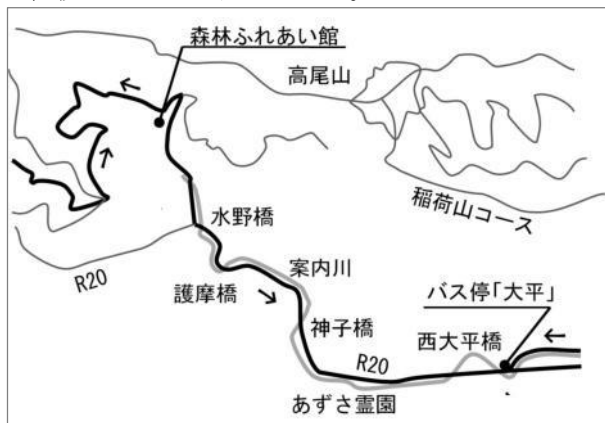 森林ふれあい館
高尾山
稲荷山コース
水野橋
R20
案内川
護摩橋
バス停「大平」
神子橋
西大平橋
R20
あずさ霊園